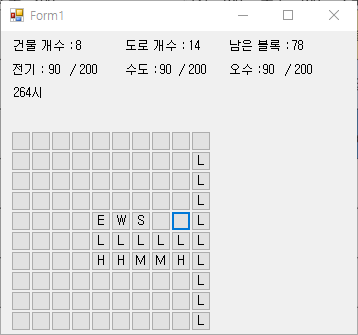 Form1
건물 개수 : 8 도로 개수 : 14 남은 블록 : 78
전기 : 90 / 200 수도 : 90 / 200 오수 : 90 / 200
264시
L
L
L
E W S L
L L L L L L
H H M M H L
L
L
L